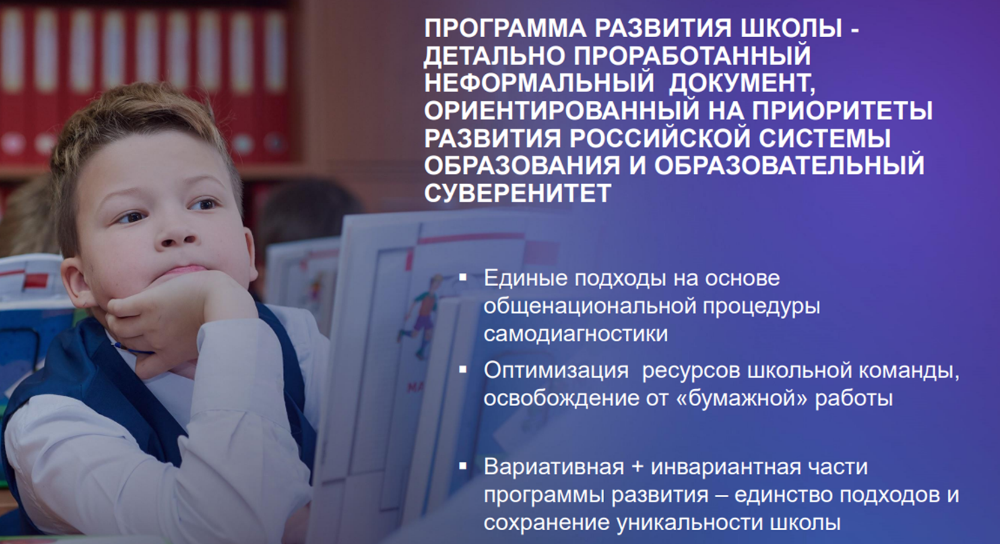 ПРОГРАММА РАЗВИТИЯ ШКОЛЫ -
ДЕТАЛЬНО ПРОРАБОТАННЫЙ
НЕФОРМАЛЬНЫЙ  ДОКУМЕНТ,
ОРИЕНТИРОВАННЫЙ НА ПРИОРИТЕТЫ
РАЗВИТИЯ РОССИЙСКОЙ СИСТЕМЫ
ОБРАЗОВАНИЯ И ОБРАЗОВАТЕЛЬНЫЙ
СУВЕРЕНИТЕТ
▪ Единые подходы на основе
общенациональной процедуры
самодиагностики
▪ Оптимизация  ресурсов школьной команды,
освобождение от «бумажной» работы
▪ Вариативная + инвариантная части
программы развития – единство подходов и
сохранение уникальности школы